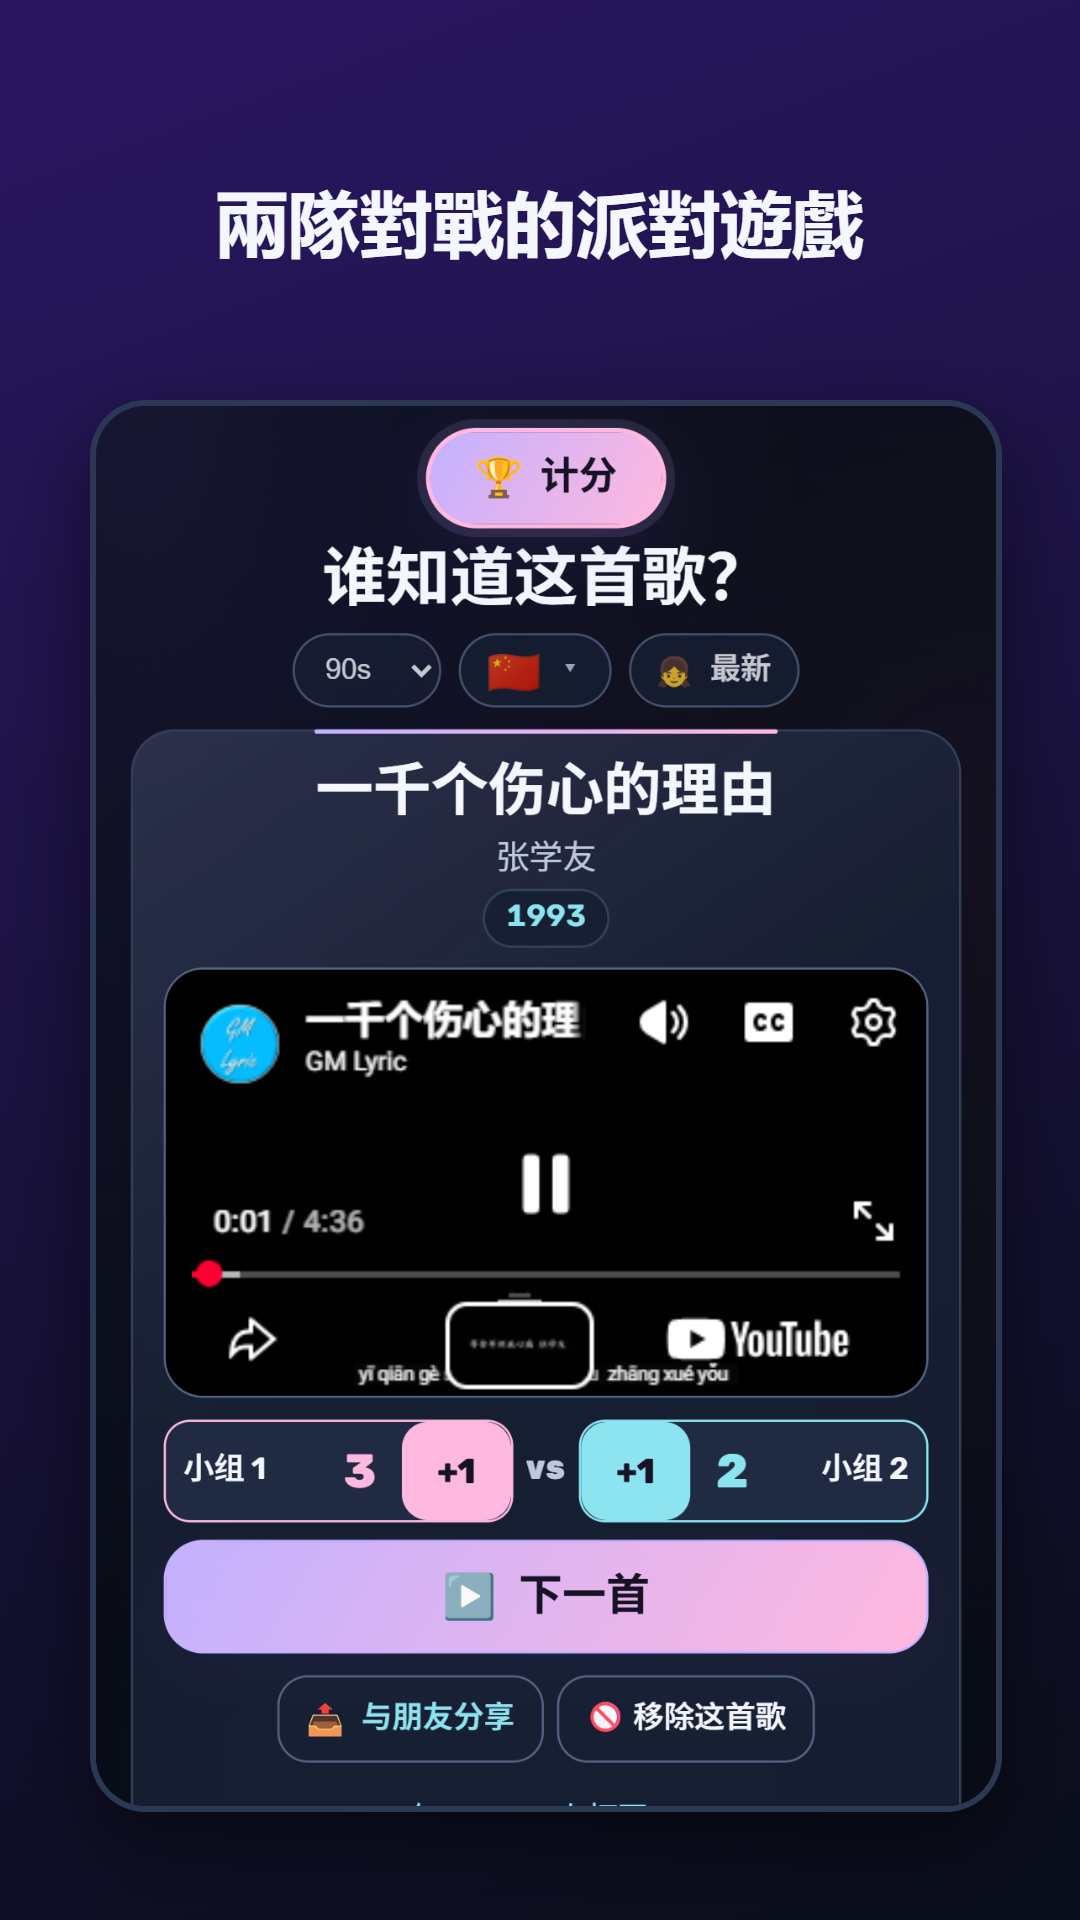 兩隊對戰的派對遊戲
计分
谁知道这首歌?
90s
最新
一千个伤心的理由
张学友
1993
一千个伤心的理
GM Lyric
GM Lyric
CC
0:01 / 4:36
YouTube
yī qiān gè
zhāng xué yǒu
小组 1 3 +1 vs +1 2 小组 2
下一首
与朋友分享
移除这首歌